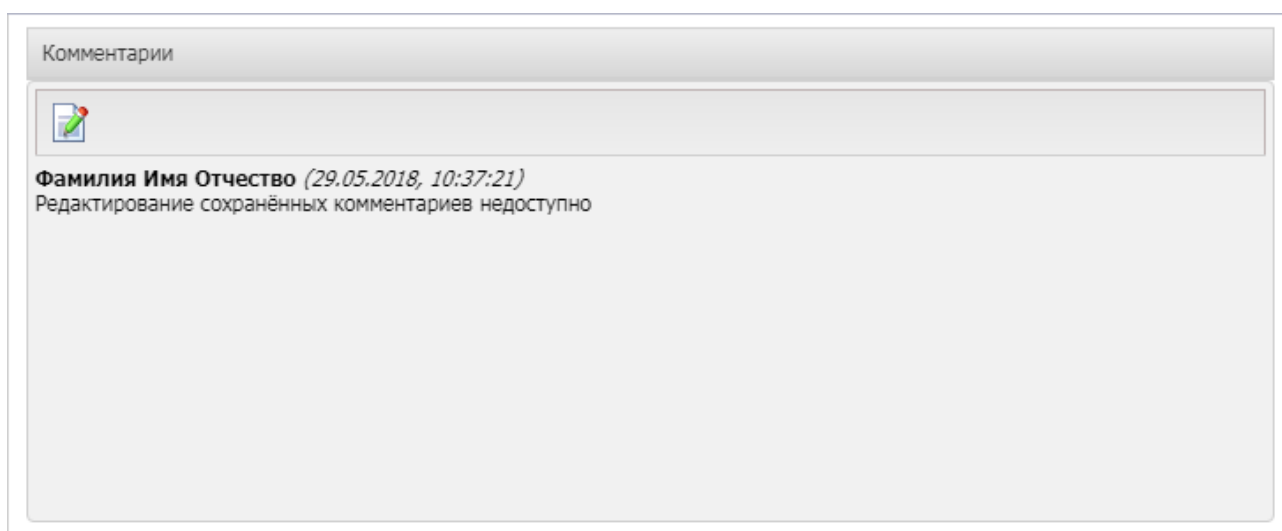 Комментарии
Фамилия Имя Отчество (29.05.2018, 10:37:21)
Редактирование сохранённых комментариев недоступно